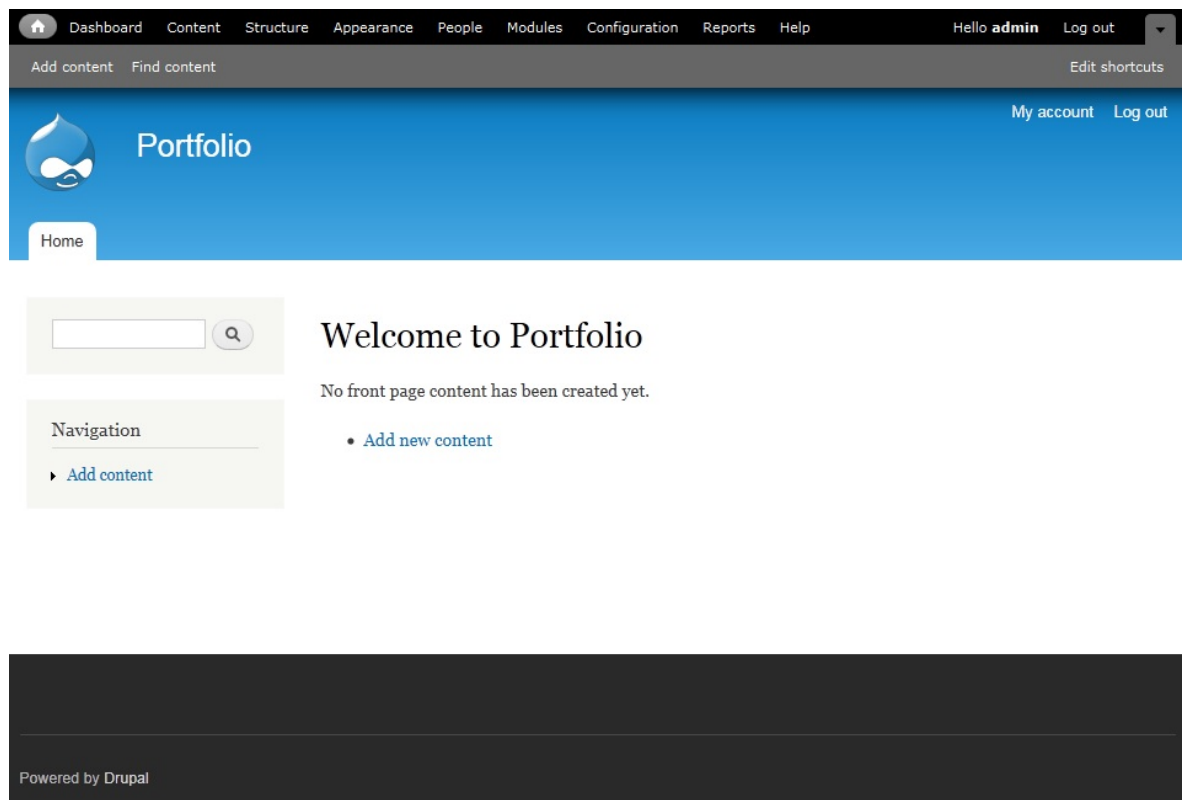 Dashboard Content Structure Appearance People Modules Configuration Reports Help Hello admin Log out
Add content Find content Edit shortcuts
My account Log out
Portfolio
Home
Welcome to Portfolio
No front page content has been created yet.
Add new content
Navigation
Add content
Powered by Drupal